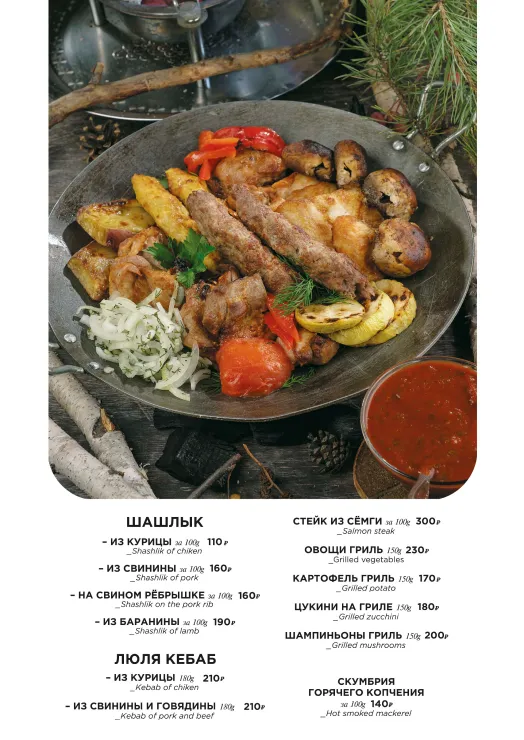 ШАШЛЫК
– ИЗ КУРИЦЫ за 100g 110₽
_Shashlik of chiken
– ИЗ СВИНИНЫ за 100g 160₽
_Shashlik of pork
– НА СВИНОМ РЁБРЫШКЕ за 100g 160₽
_Shashlik on the pork rib
– ИЗ БАРАНИНЫ за 100g 190₽
_Shashlik of lamb
ЛЮЛЯ КЕБАБ
– ИЗ КУРИЦЫ 180g 210₽
_Kebab of chiken
– ИЗ СВИНИНЫ И ГОВЯДИНЫ 180g 210₽
_Kebab of pork and beef
СТЕЙК ИЗ СЁМГИ за 100g 300₽
_Salmon steak
ОВОЩИ ГРИЛЬ 150g 230₽
_Grilled vegetables
КАРТОФЕЛЬ ГРИЛЬ 150g 170₽
_Grilled potato
ЦУКИНИ НА ГРИЛЕ 150g 180₽
_Grilled zucchini
ШАМПИНЬОНЫ ГРИЛЬ 150g 200₽
_Grilled mushrooms
СКУМБРИЯ
ГОРЯЧЕГО КОПЧЕНИЯ
за 100g 140₽
_Hot smoked mackerel